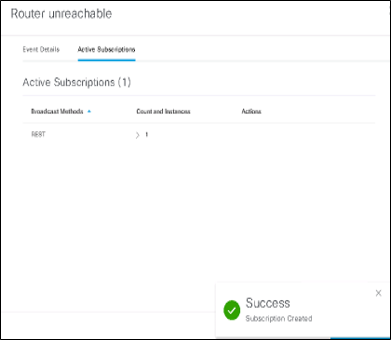 Router unreachable
Event Details Active Subscriptions
Active Subscriptions (1)
Broadcast Methods Count and Instances Actions
REST 1
Success
Subscription Created